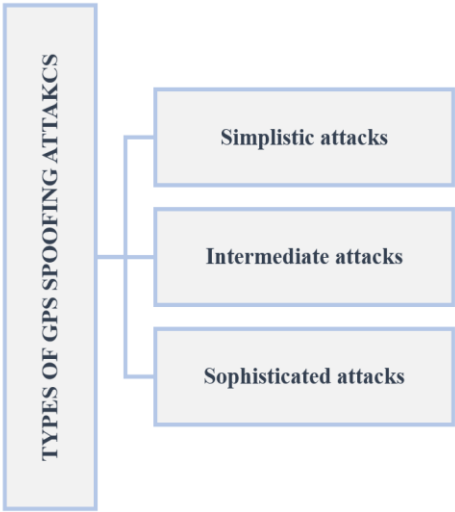 TYPES OF GPS SPOOFING ATTAKCS
Simplistic attacks
Intermediate attacks
Sophisticated attacks